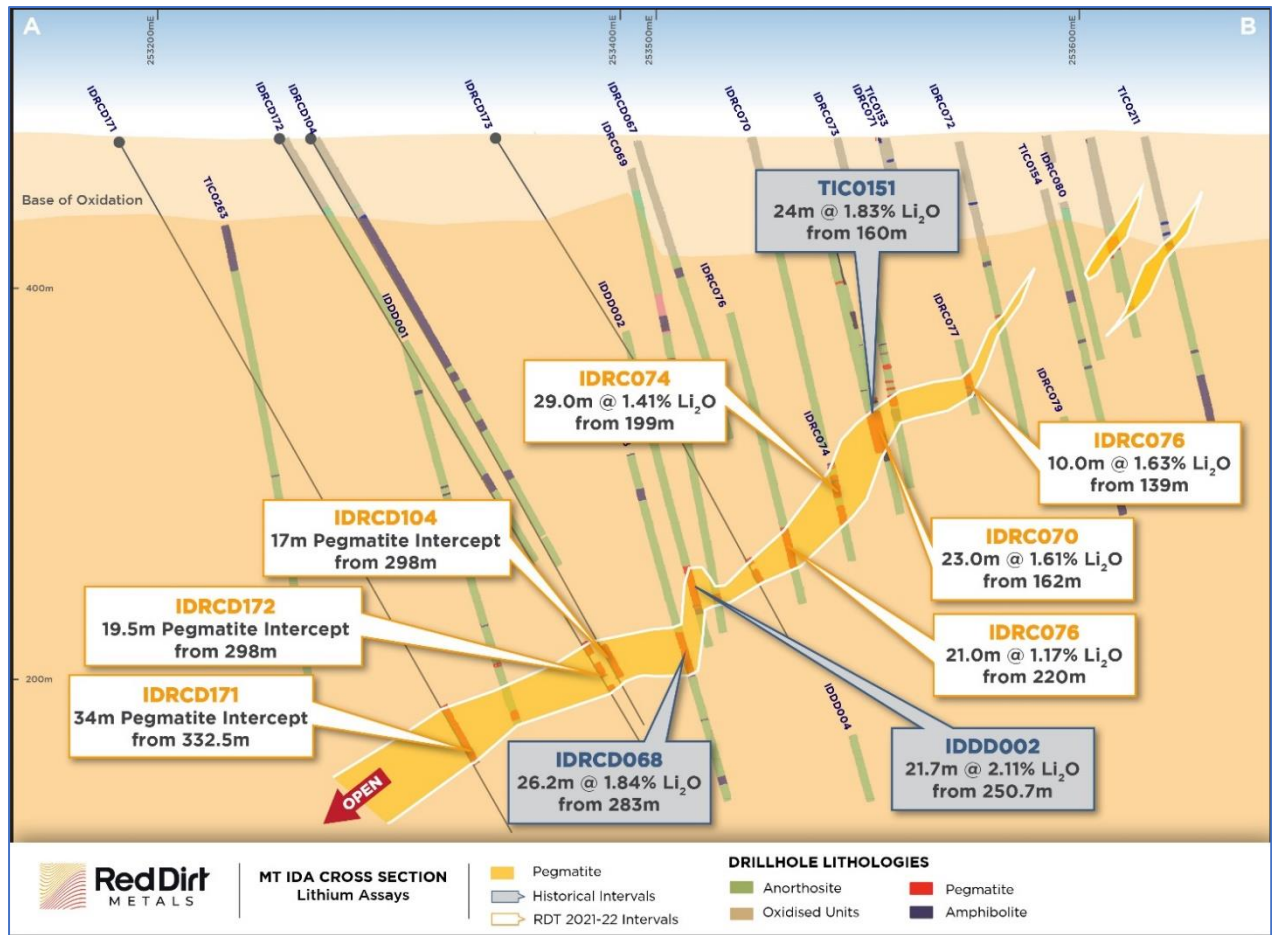 A
B
253200mE
253400mE
253500mE
253600mE
IDRCD171
IDRCD172
IDRCD104
IDRCD173
IDRCD067
IDRC069
IDRC070
IDRC073
IDRC071
TIC0153
IDRC072
TIC0154
IDRC080
TIC0211
Base of Oxidation
TIC0263
400m
IDDD001
IDDD002
IDRC076
IDRC077
IDRC079
IDRC074
IDDD004
TIC0151
24m @ 1.83% Li₂O
from 160m
IDRC074
29.0m @ 1.41% Li₂O
from 199m
IDRC076
10.0m @ 1.63% Li₂O
from 139m
IDRCD104
17m Pegmatite Intercept
from 298m
IDRC070
23.0m @ 1.61% Li₂O
from 162m
IDRCD172
19.5m Pegmatite Intercept
from 298m
IDRC076
21.0m @ 1.17% Li₂O
from 220m
200m
IDRCD171
34m Pegmatite Intercept
from 332.5m
IDRCD068
26.2m @ 1.84% Li₂O
from 283m
IDDD002
21.7m @ 2.11% Li₂O
from 250.7m
OPEN
Red Dirt
METALS
MT IDA CROSS SECTION
Lithium Assays
Pegmatite
Historical Intervals
RDT 2021-22 Intervals
DRILLHOLE LITHOLOGIES
Anorthosite
Oxidised Units
Pegmatite
Amphibolite